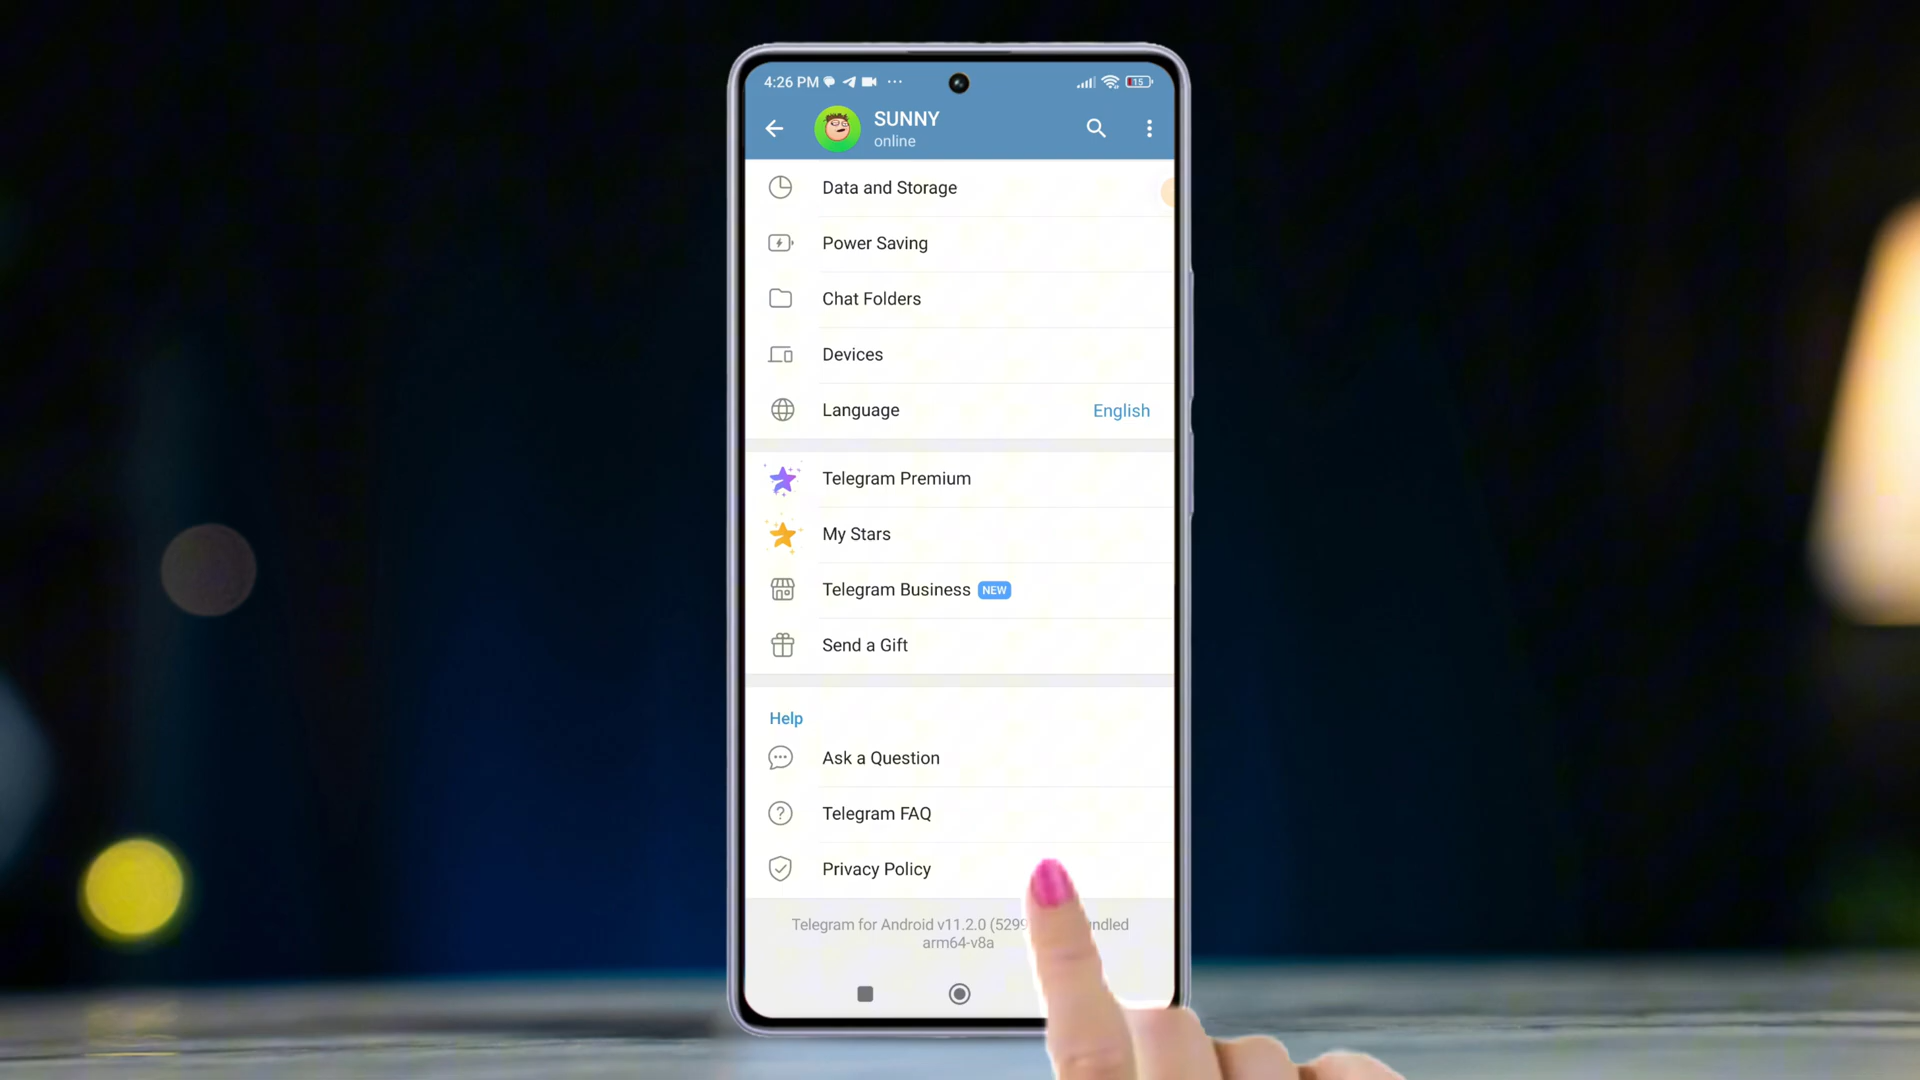 4:26 PM
15
SUNNY
online
Data and Storage
Power Saving
Chat Folders
Devices
Language English
Telegram Premium
My Stars
Telegram Business NEW
Send a Gift
Help
Ask a Question
Telegram FAQ
Privacy Policy
Telegram for Android v11.2.0
arm64-v8a